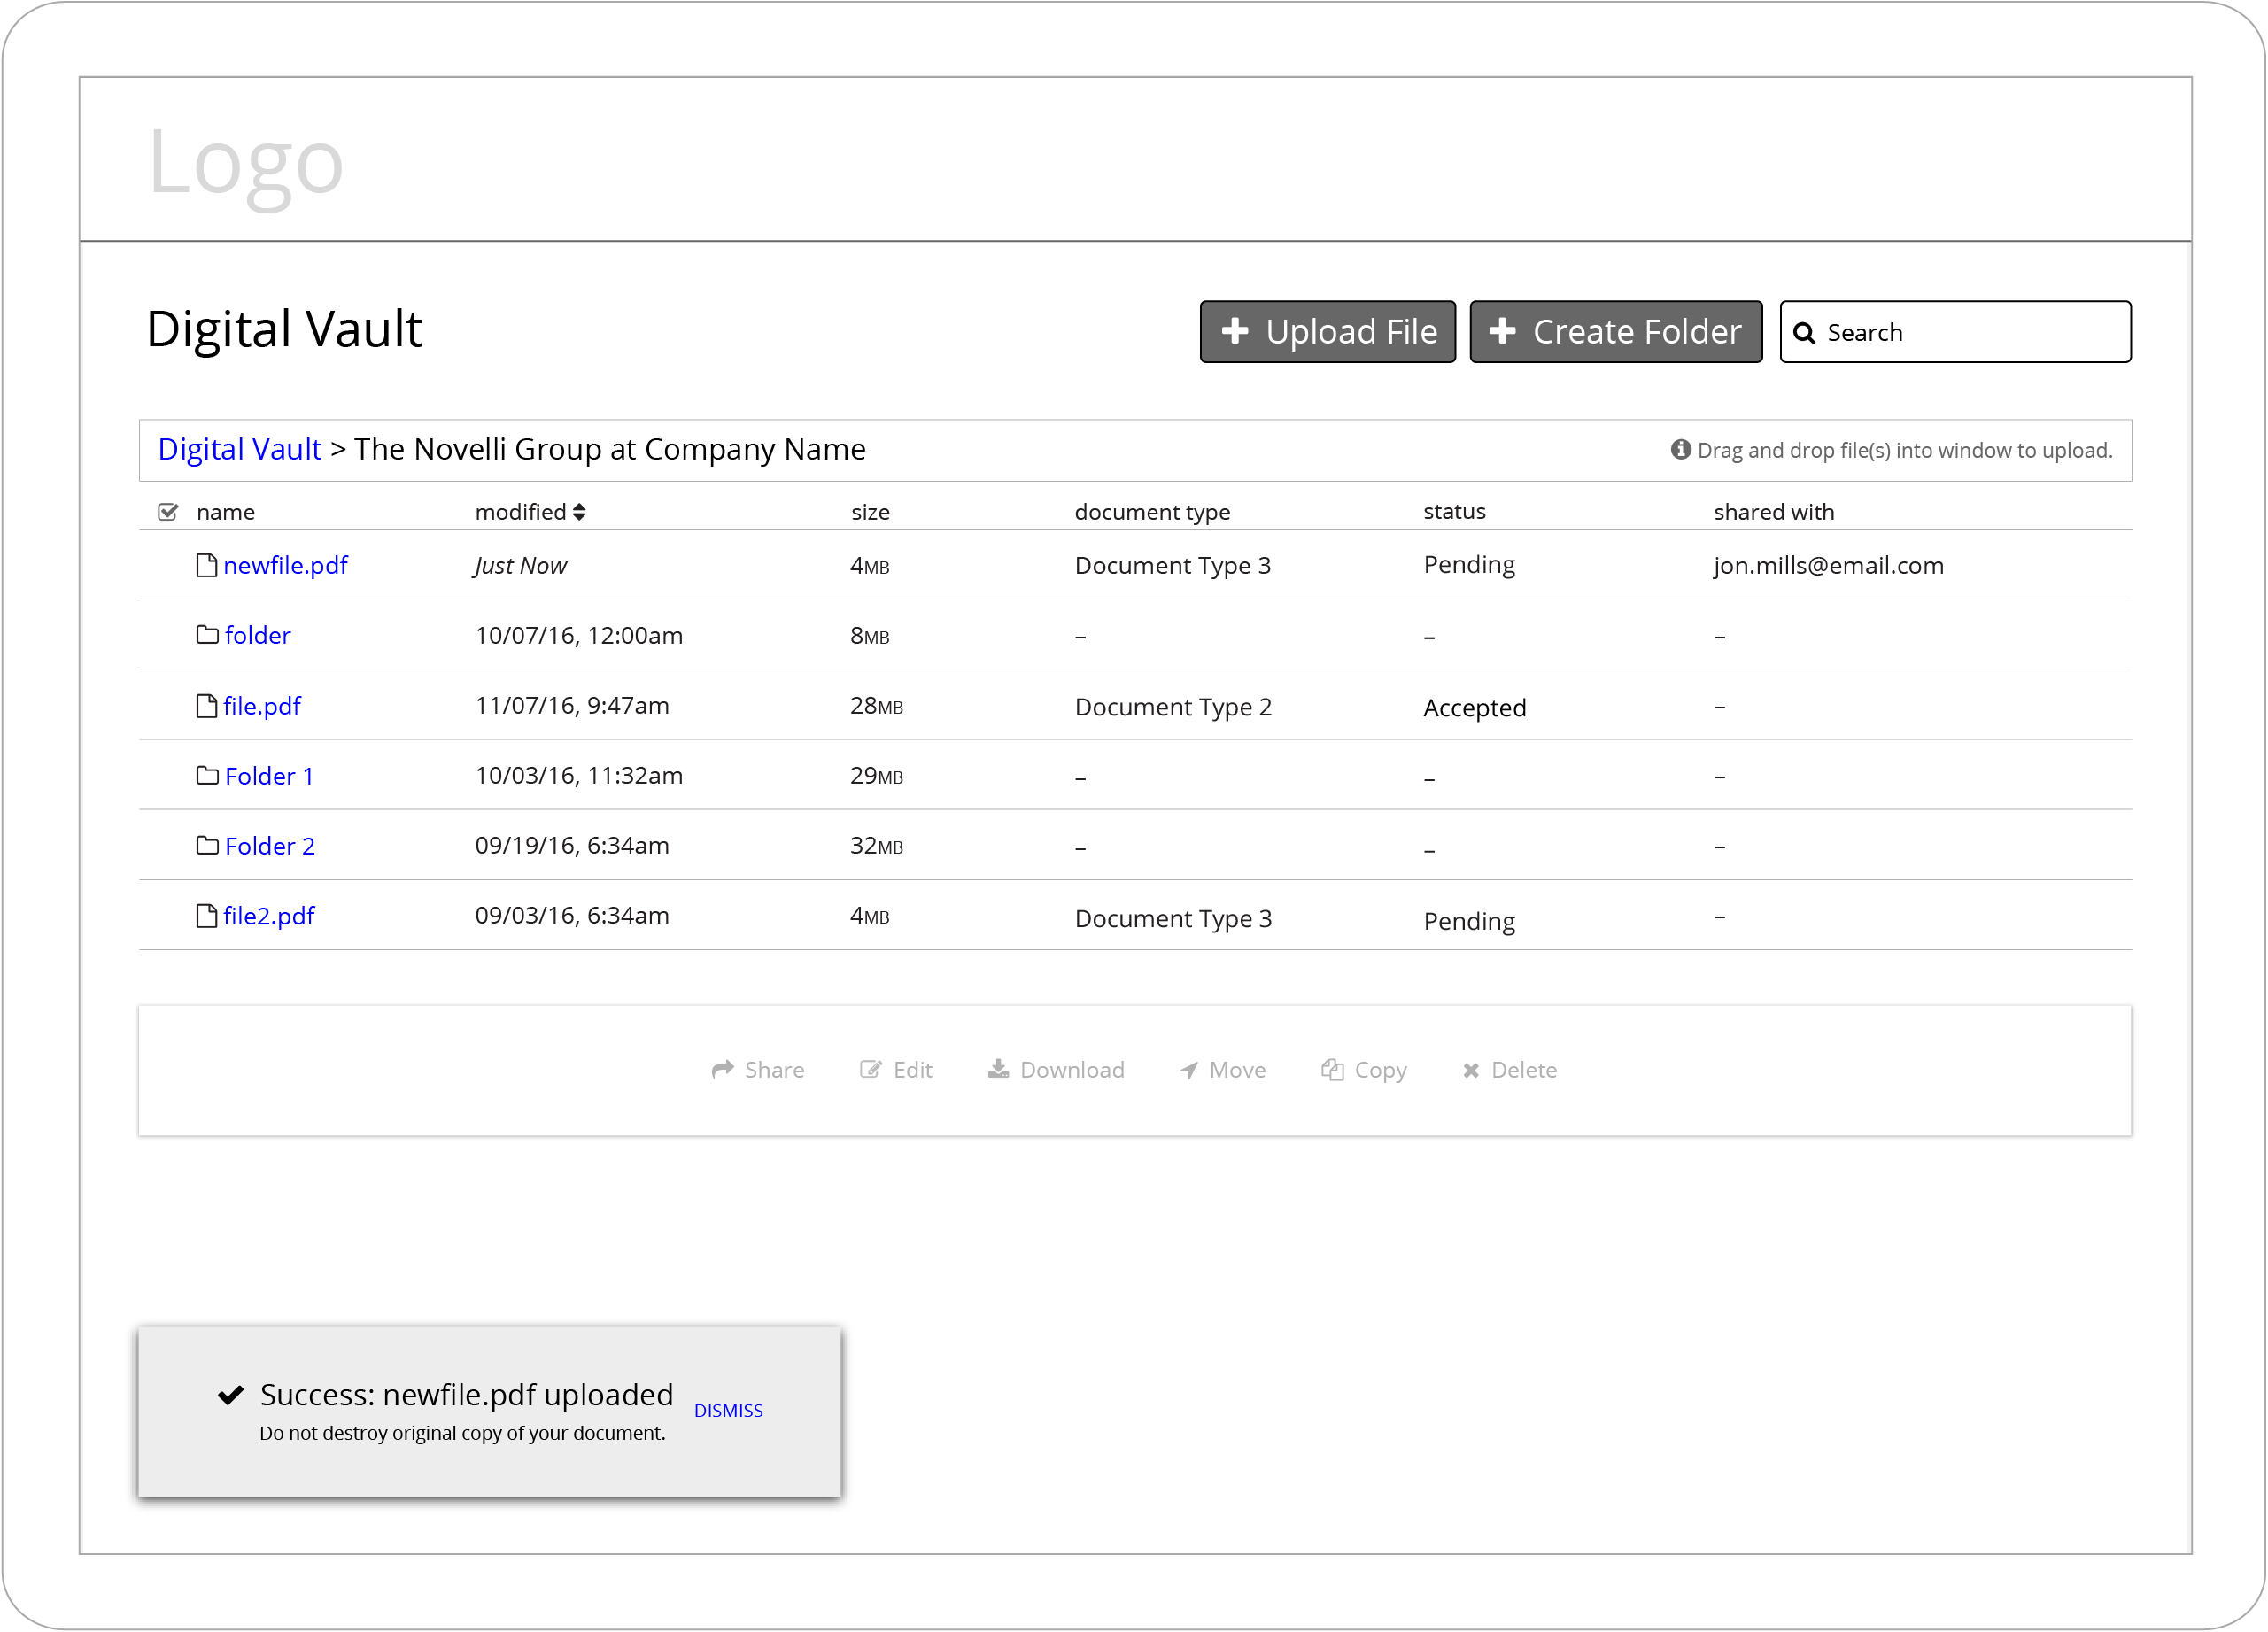 Logo
Digital Vault
Upload File
Create Folder
Search
Digital Vault > The Novelli Group at Company Name
Drag and drop file(s) into window to upload.
name modified size document type status shared with
newfile.pdf Just Now 4MB Document Type 3 Pending jon.mills@email.com
folder 10/07/16, 12:00am 8MB – – –
file.pdf 11/07/16, 9:47am 28MB Document Type 2 Accepted –
Folder 1 10/03/16, 11:32am 29MB – – –
Folder 2 09/19/16, 6:34am 32MB – – –
file2.pdf 09/03/16, 6:34am 4MB Document Type 3 Pending –
Share Edit Download Move Copy Delete
Success: newfile.pdf uploaded
DISMISS
Do not destroy original copy of your document.